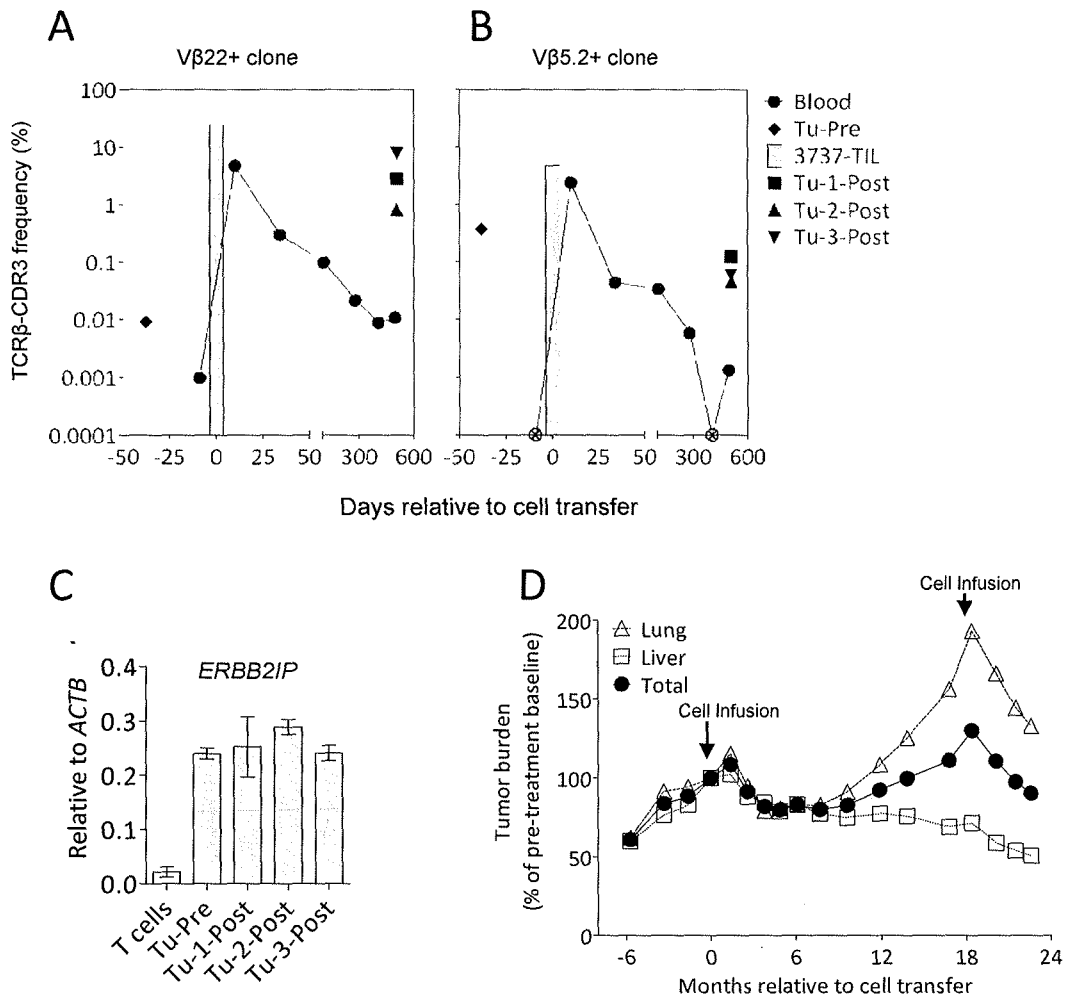 A
B
Vβ22+ clone
Vβ5.2+ clone
TCRβ-CDR3 frequency (%)
100
10
1
0.1
0.01
0.001
0.0001
-50 -25 0 25 50 300 600
-50 -25 0 25 50 300 600
Days relative to cell transfer
Blood
Tu-Pre
3737-TIL
Tu-1-Post
Tu-2-Post
Tu-3-Post
C
ERBB2IP
Relative to ACTB
0.4
0.3
0.2
0.1
0.0
T cells
Tu-Pre
Tu-1-Post
Tu-2-Post
Tu-3-Post
D
Cell Infusion
Lung
Liver
Total
Cell Infusion
Tumor burden
(% of pre-treatment baseline)
200
150
100
50
0
-6 0 6 12 18 24
Months relative to cell transfer